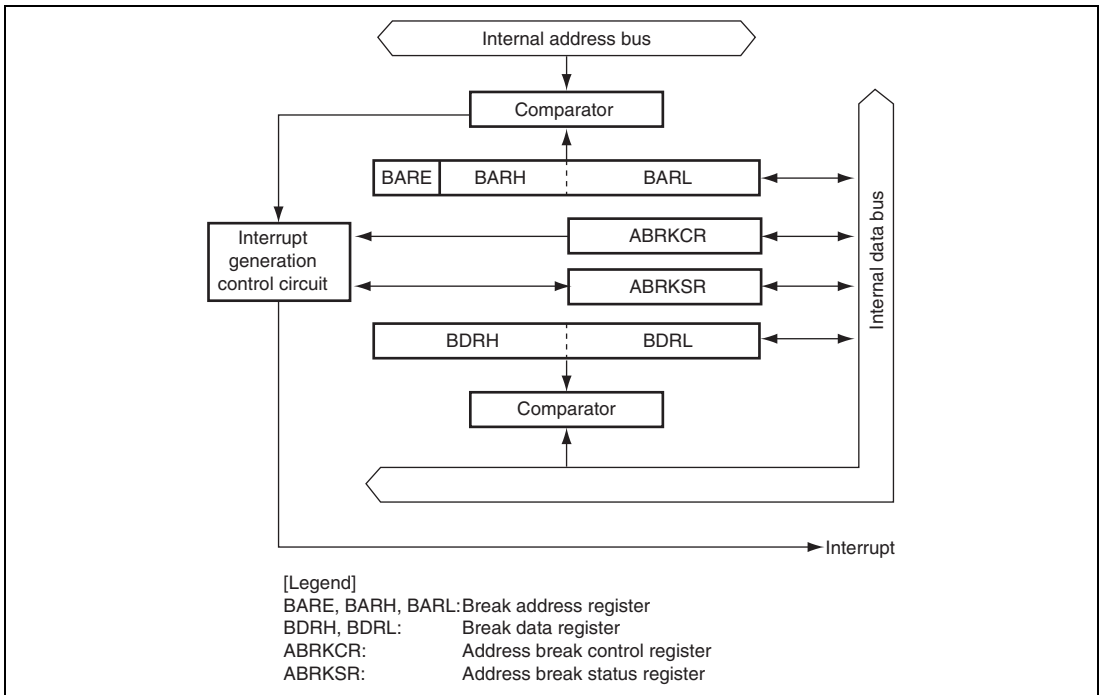 Internal address bus
Comparator
BARE BARH BARL
ABRKCR
Interrupt
generation
control circuit
ABRKSR
Internal data bus
BDRH BDRL
Comparator
Interrupt
[Legend]
BARE, BARH, BARL: Break address register
BDRH, BDRL: Break data register
ABRKCR: Address break control register
ABRKSR: Address break status register